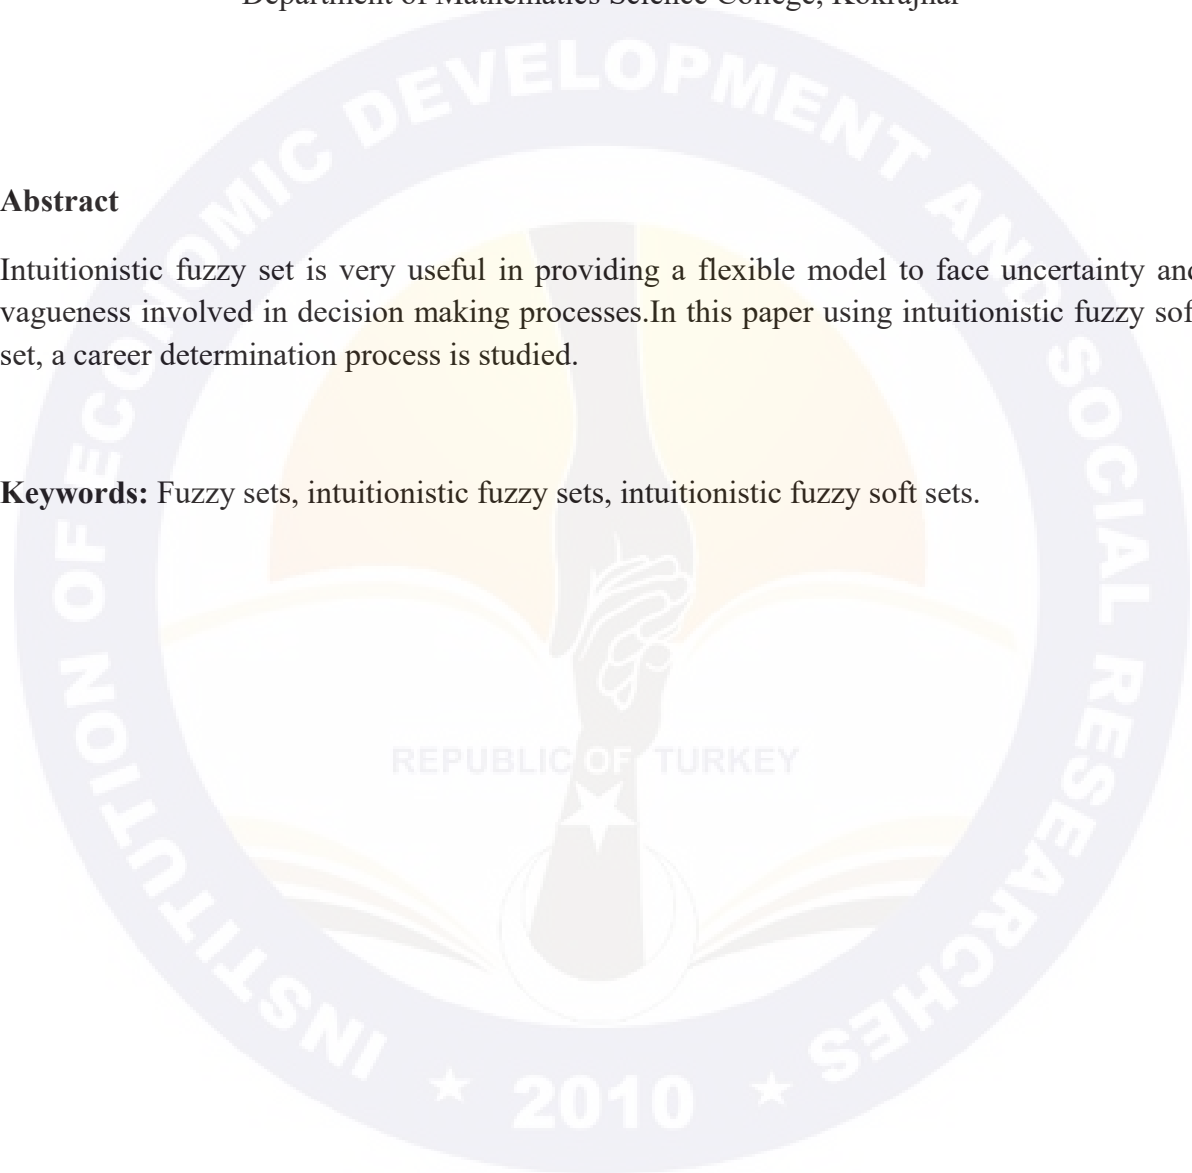 Department of Mathematics Science College, Kokrajhar
Abstract
Intuitionistic fuzzy set is very useful in providing a flexible model to face uncertainty and
vagueness involved in decision making processes.In this paper using intuitionistic fuzzy sof
set, a career determination process is studied.
Keywords: Fuzzy sets, intuitionistic fuzzy sets, intuitionistic fuzzy soft sets.
INSTITUTION OF ECONOMIC DEVELOPMENT AND SOCIAL RESEARCHES
REPUBLIC OF TURKEY
★ 2010 ★